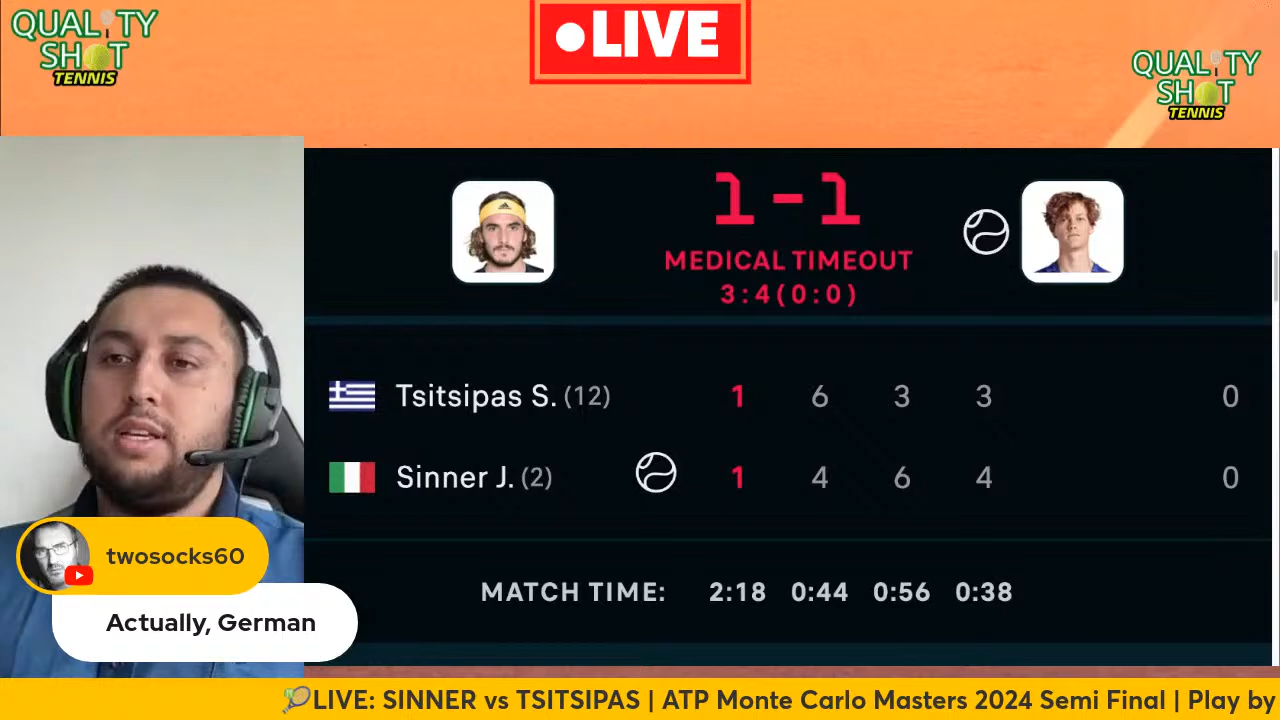 QUALITY
SHOT
TENNIS
LIVE
QUALITY
SHOT
TENNIS
1-1
MEDICAL TIMEOUT
3:4(0:0)
Tsitsipas S. (12) 1 6 3 3 0
Sinner J. (2) 1 4 6 4 0
MATCH TIME: 2:18 0:44 0:56 0:38
twosocks60
Actually, German
LIVE: SINNER vs TSITSIPAS | ATP Monte Carlo Masters 2024 Semi Final | Play by